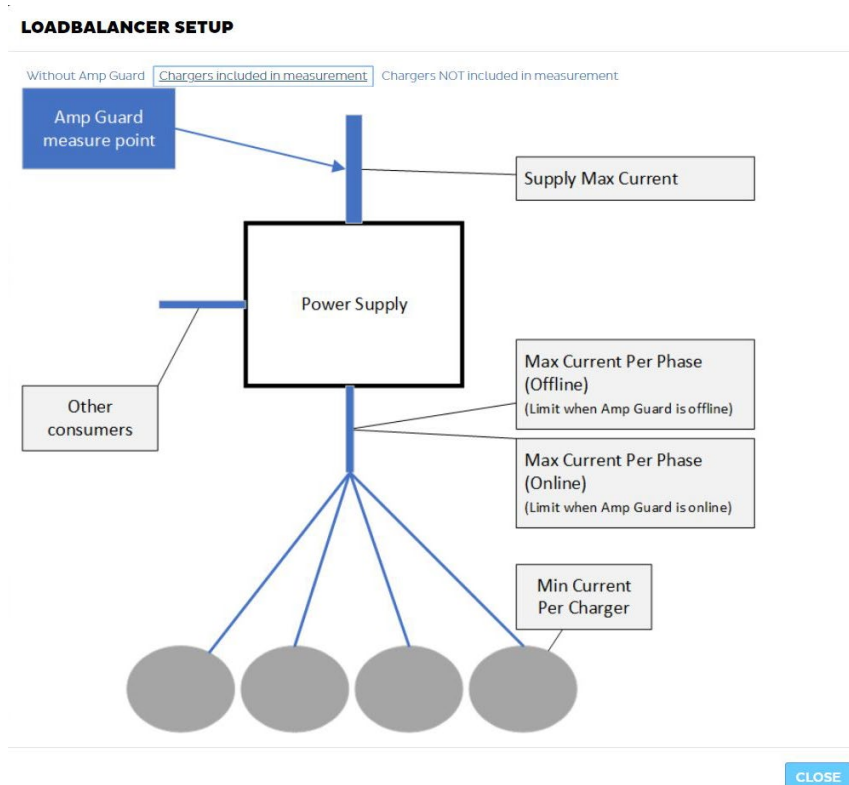 LOADBALANCER SETUP
Without Amp Guard Chargers included in measurement Chargers NOT included in measurement
Amp Guard
measure point
Supply Max Current
Power Supply
Max Current Per Phase
(Offline)
(Limit when Amp Guard is offline)
Other
consumers
Max Current Per Phase
(Online)
(Limit when Amp Guard is online)
Min Current
Per Charger
CLOSE